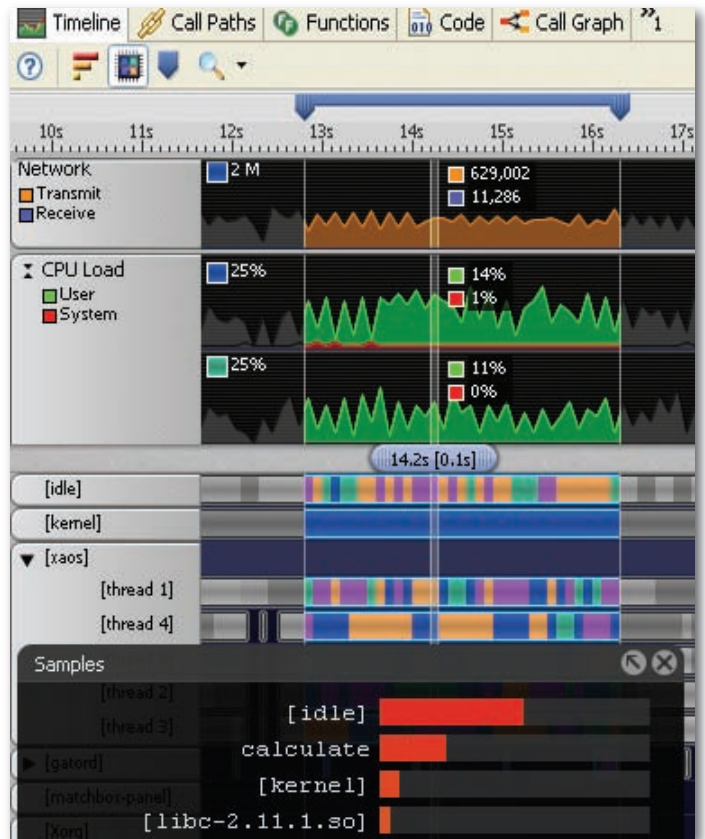 Timeline Call Paths Functions Code Call Graph »1
10s 11s 12s 13s 14s 15s 16s 17s
Network
Transmit
Receive
2 M
629,002
11,286
CPU Load
User
System
25%
14%
1%
25%
11%
0%
14.2s [0.1s]
[idle]
[kernel]
[xaos]
[thread 1]
[thread 4]
Samples
[thread 2]
[thread 3]
[gatord]
[matchbox-panel]
[Xorg]
[idle]
calculate
[kernel]
[libc-2.11.1.so]